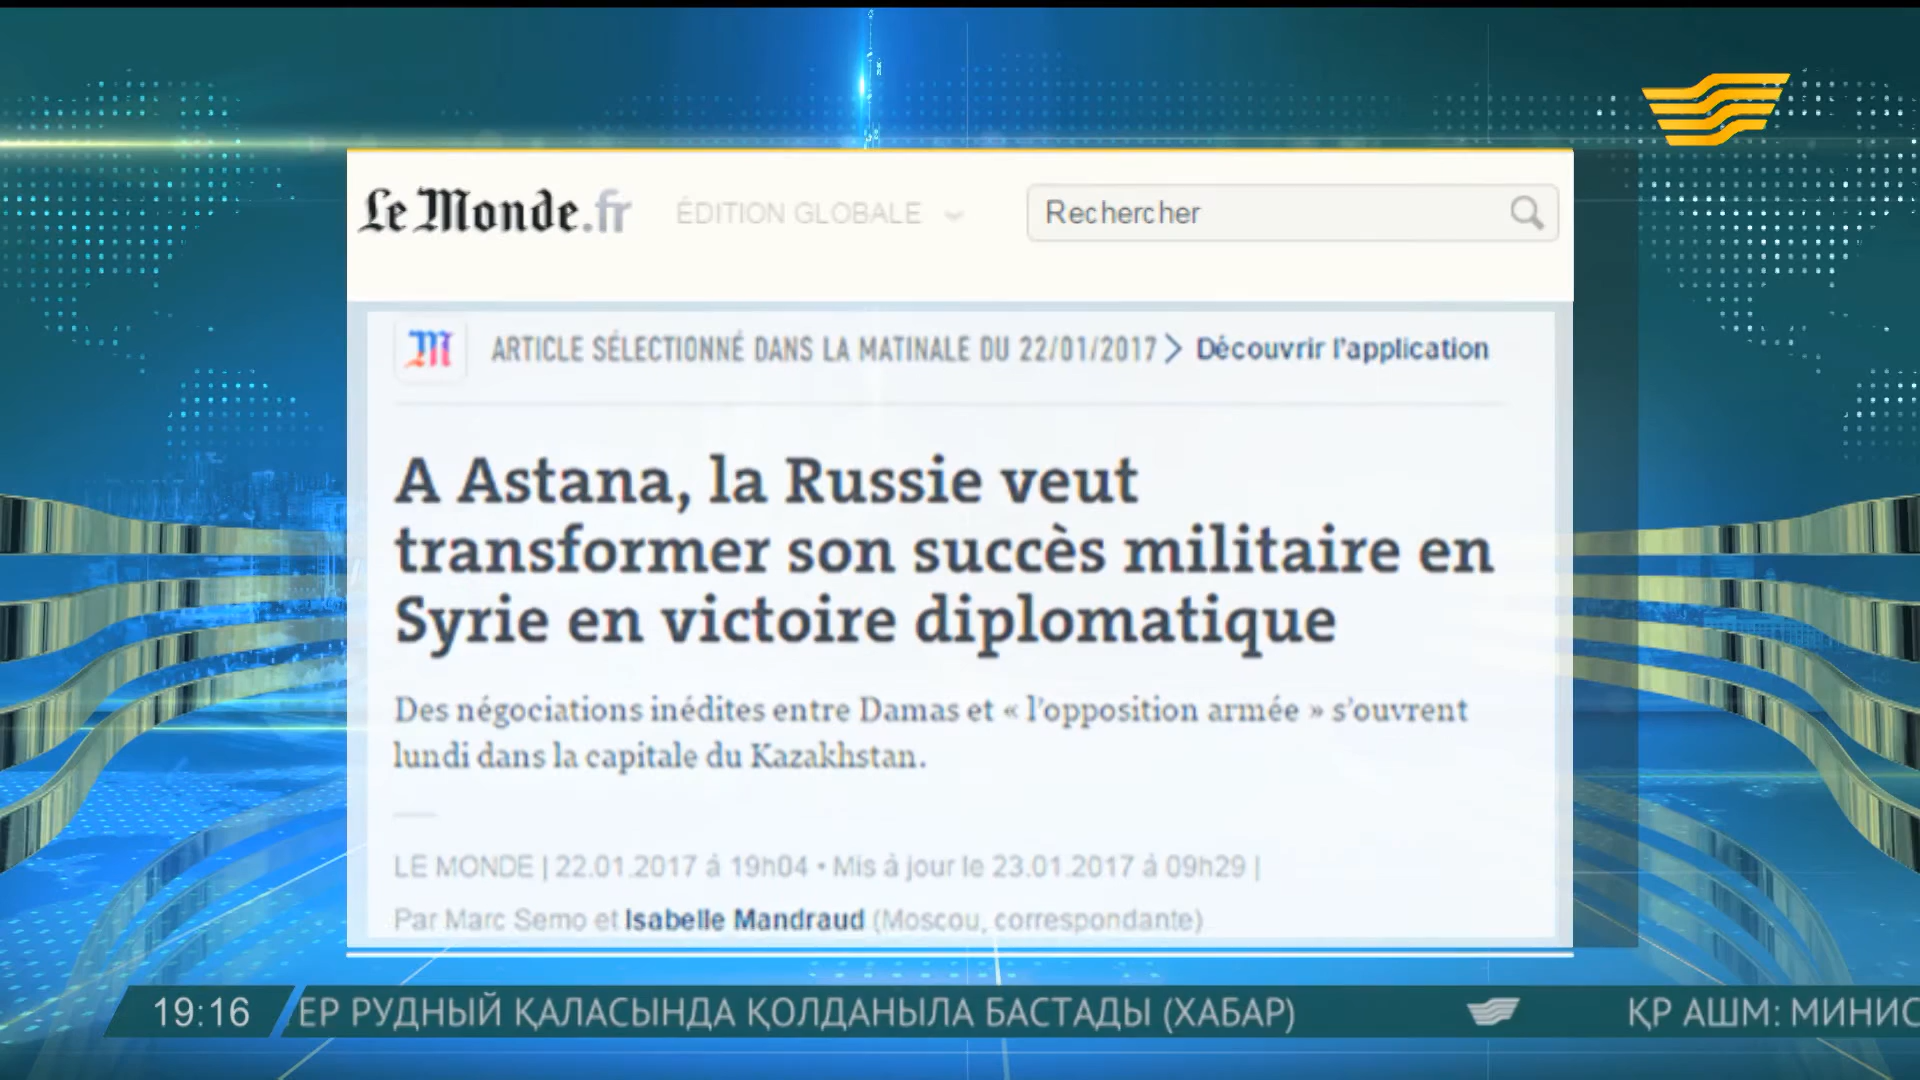 Le Monde.fr ÉDITION GLOBALE Rechercher
ARTICLE SÉLECTIONNÉ DANS LA MATINALE DU 22/01/2017 > Découvrir l'application
A Astana, la Russie veut
transformer son succès militaire en
Syrie en victoire diplomatique
Des négociations inédites entre Damas et « l'opposition armée » s'ouvrent
lundi dans la capitale du Kazakhstan.
LE MONDE | 22.01.2017 à 19h04 • Mis à jour le 23.01.2017 à 09h29 |
Par Marc Semo et Isabelle Mandraud (Moscou, correspondante)
19:16 ЕР РУДНЫЙ ҚАЛАСЫНДА ҚОЛДАНЫЛА БАСТАДЫ (ХАБАР) ҚР АШМ: МИНИС